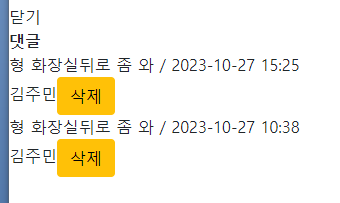 닫기
댓글
형 화장실뒤로 좀 와 / 2023-10-27 15:25
김주민 삭제
형 화장실뒤로 좀 와 / 2023-10-27 10:38
김주민 삭제